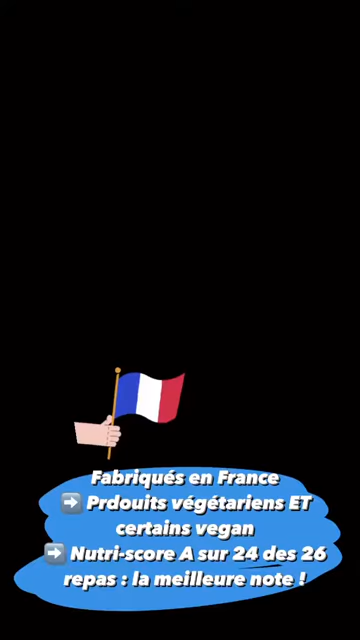 Fabriqués en France
➡️ Prdouits végétariens ET
certains vegan
➡️ Nutri-score A sur 24 des 26
repas : la meilleure note !